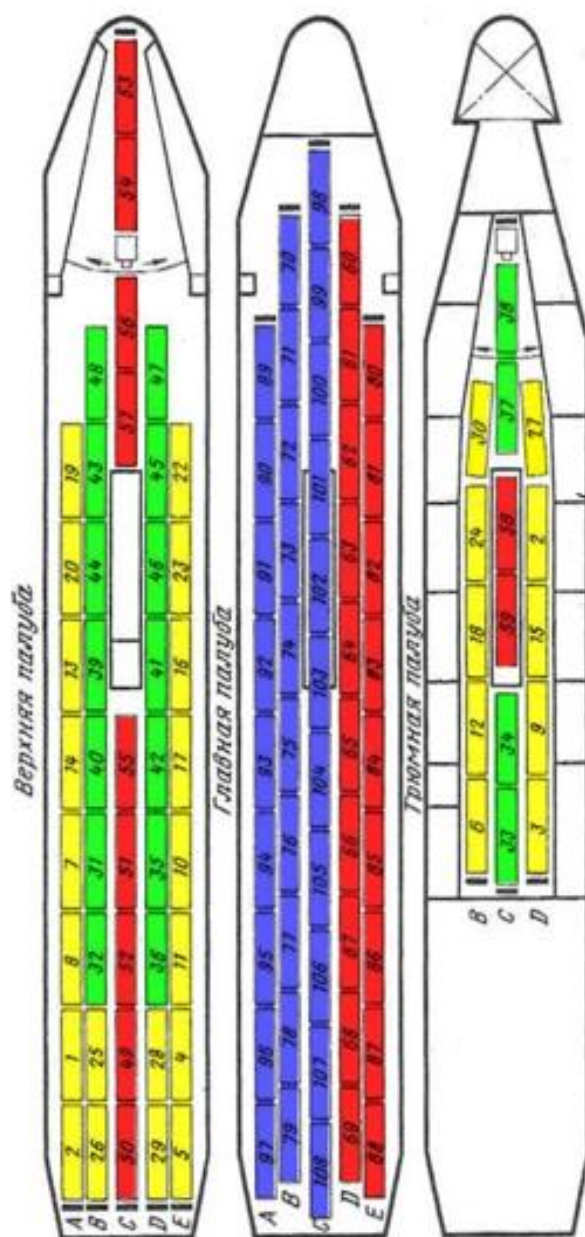 Верхняя палуба
A 2 1 8 7 14 13 20 19
B 26 25 32 31 40 39 44 43 48
C 50 49 52 51 55 57 56 54 53
D 29 28 36 35 42 41 46 45 47
E 5 4 11 10 17 16 23 22
Главная палуба
A 97 96 95 94 93 92 91 90 89
B 79 78 77 76 75 74 73 72 71 70
C 108 107 106 105 104 103 102 101 100 99 98
D 69 68 67 66 65 64 63 62 61 60
E 88 87 86 85 84 83 82 81 80
Трюмная палуба
B 6 12 18 24 30
C 33 34 59 58 37 38
D 3 9 15 27